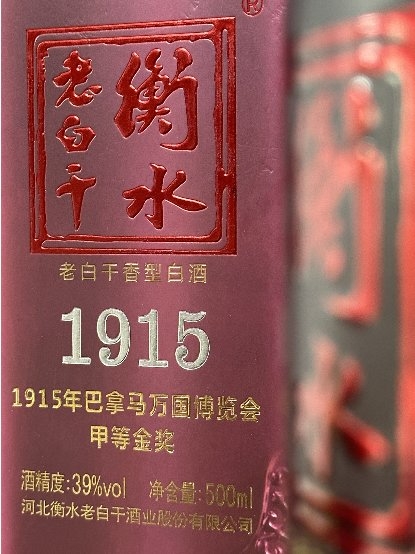 ®
衡水
老白干
老白干香型白酒
1915
1915年巴拿马万国博览会
甲等金奖
酒精度:39%vol 净含量:500ml
河北衡水老白干酒业股份有限公司
衡水